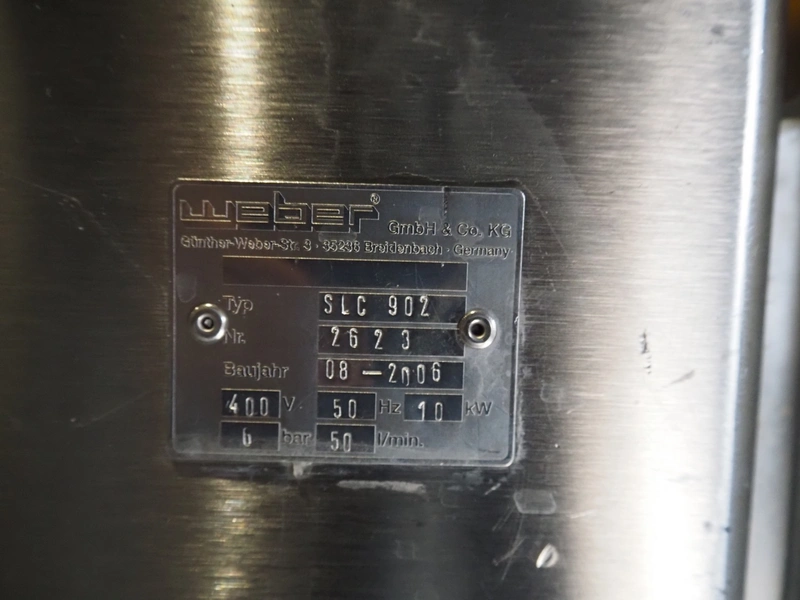 weber® GmbH & Co. KG
Günther-Weber-Str. 3 · 35236 Breidenbach · Germany
Typ SLC 902
Nr. 2623
Baujahr 08-2006
400 V 50 Hz 10 kW
6 bar 50 l/min.